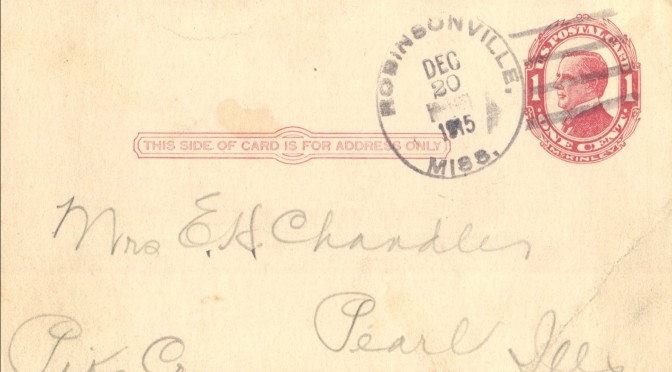 ROBINSONVILLE,
DEC
20
1915
MISS.
U.S. POSTAL CARD
1 1
ONE CENT
McKINLEY
THIS SIDE OF CARD IS FOR ADDRESS ONLY
Mrs E.H. Chandler
Pearl Ills
Pike Co